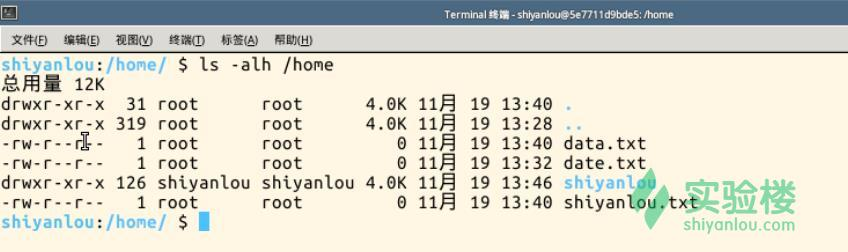 Terminal 终端 - shiyanlou@5e7711d9bde5: /home
文件(F) 编辑(E) 视图(V) 终端(T) 标签(A) 帮助(H)
shiyanlou:/home/ $ ls -alh /home
总用量 12K
drwxr-xr-x 31 root root 4.0K 11月 19 13:40 .
drwxr-xr-x 319 root root 4.0K 11月 19 13:28 ..
-rw-r--r-- 1 root root 0 11月 19 13:40 data.txt
-rw-r--r-- 1 root root 0 11月 19 13:32 date.txt
drwxr-xr-x 126 shiyanlou shiyanlou 4.0K 11月 19 13:46 shiyanlou
-rw-r--r-- 1 root root 0 11月 19 13:40 shiyanlou.txt
shiyanlou:/home/ $
实验楼
shiyanlou.com